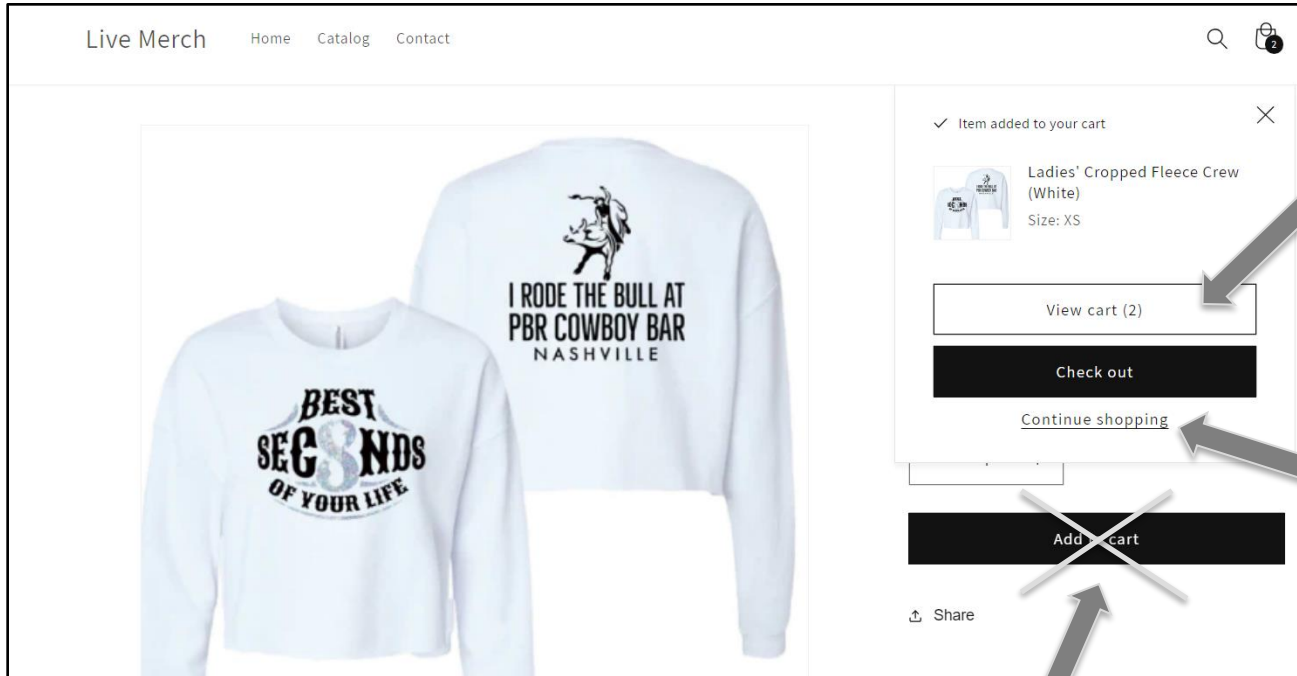 Live Merch Home Catalog Contact
2
Item added to your cart
Ladies' Cropped Fleece Crew
(White)
Size: XS
View cart (2)
Check out
Continue shopping
Add cart
Share
I RODE THE BULL AT
PBR COWBOY BAR
NASHVILLE
BEST
SEC8NDS
OF YOUR LIFE